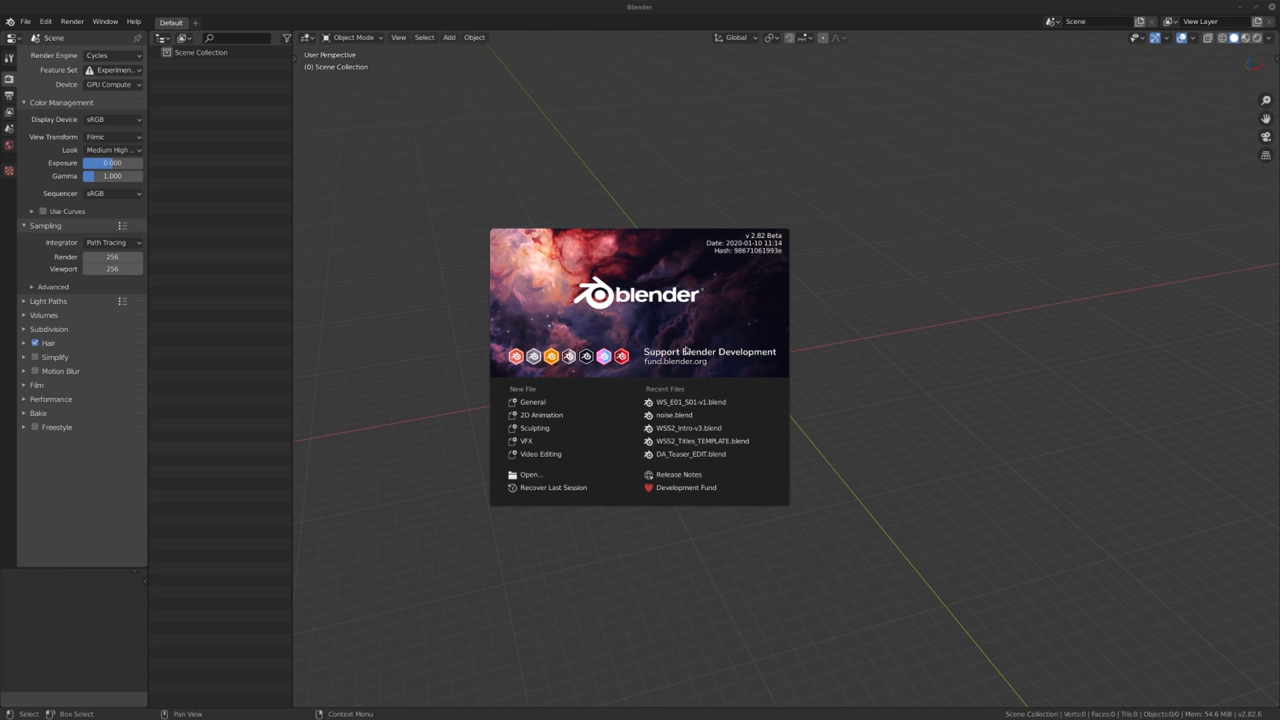 Blender
File Edit Render Window Help Default Scene View Layer
Scene
Render Engine Cycles
Feature Set Experimen..
Device GPU Compute
Color Management
Display Device sRGB
View Transform Filmic
Look Medium High ..
Exposure 0.000
Gamma 1.000
Sequencer sRGB
Use Curves
Sampling
Integrator Path Tracing
Render 256
Viewport 256
Advanced
Light Paths
Volumes
Subdivision
Hair
Simplify
Motion Blur
Film
Performance
Bake
Freestyle
Scene Collection
Object Mode View Select Add Object Global
User Perspective
(0) Scene Collection
v 2.82 Beta
Date: 2020-01-10 11:14
Hash: 98671061993e
blender
Support Blender Development
fund.blender.org
New File
General
2D Animation
Sculpting
VFX
Video Editing
Open...
Recover Last Session
Recent Files
WS_E01_S01-v1.blend
noise.blend
WSS2_Intro-v3.blend
WSS2_Titles_TEMPLATE.blend
DA_Teaser_EDIT.blend
Release Notes
Development Fund
Select Box Select Pan View Context Menu
Scene Collection | Verts:0 | Faces:0 | Tris:0 | Objects:0/0 | Mem: 54.6 MiB | v2.82.6